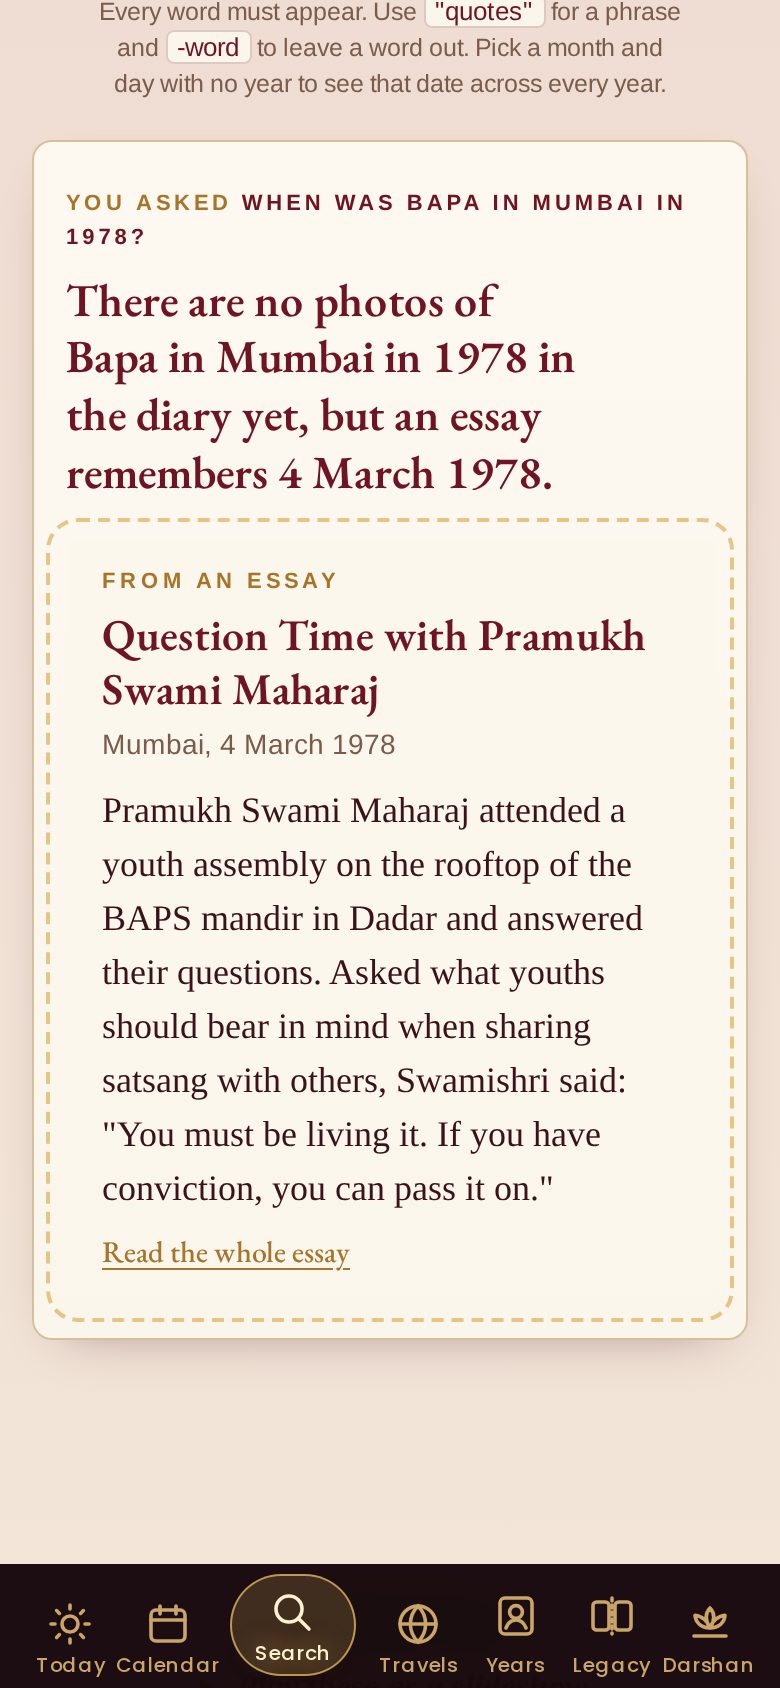 Every word must appear. Use "quotes" for a phrase
and -word to leave a word out. Pick a month and
day with no year to see that date across every year.
YOU ASKED WHEN WAS BAPA IN MUMBAI IN
1978?
There are no photos of
Bapa in Mumbai in 1978 in
the diary yet, but an essay
remembers 4 March 1978.
FROM AN ESSAY
Question Time with Pramukh
Swami Maharaj
Mumbai, 4 March 1978
Pramukh Swami Maharaj attended a
youth assembly on the rooftop of the
BAPS mandir in Dadar and answered
their questions. Asked what youths
should bear in mind when sharing
satsang with others, Swamishri said:
"You must be living it. If you have
conviction, you can pass it on."
Read the whole essay
Today Calendar Search Travels Years Legacy Darshan